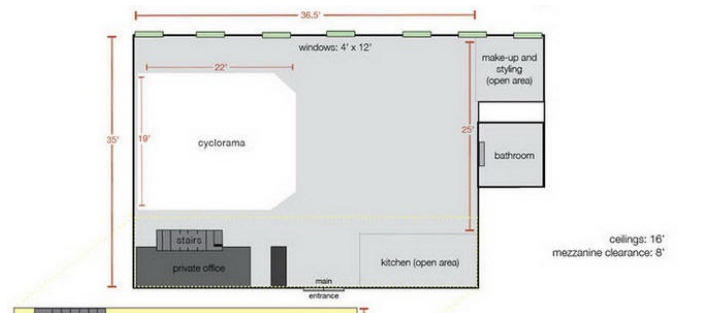 36.5'
windows: 4' x 12'
make-up and
styling
(open area)
22'
35'
19'
cyclorama
25'
bathroom
stairs
private office
kitchen (open area)
main
entrance
ceilings: 16'
mezzanine clearance: 8'